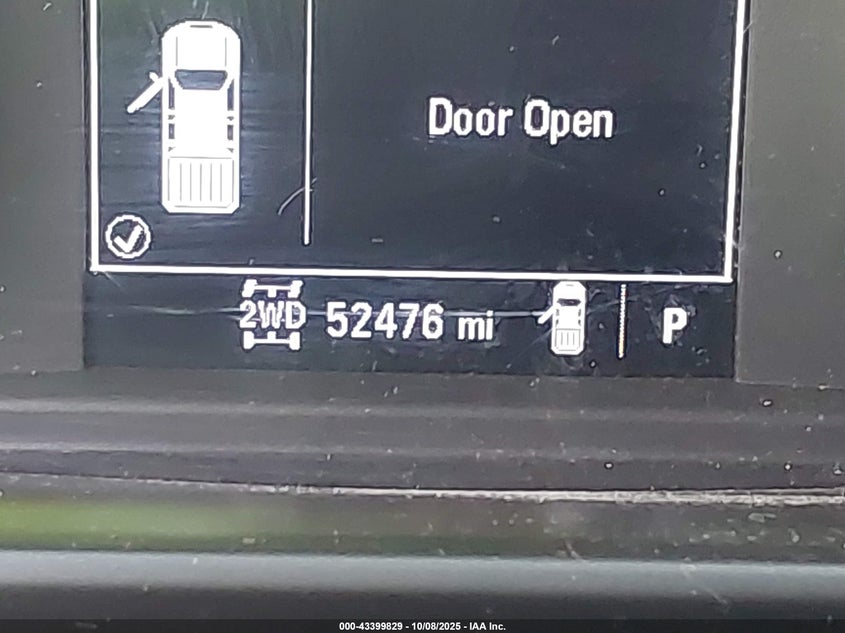 Door Open
2WD 52476 mi P
000-43399829 - 10/08/2025 - IAA Inc.